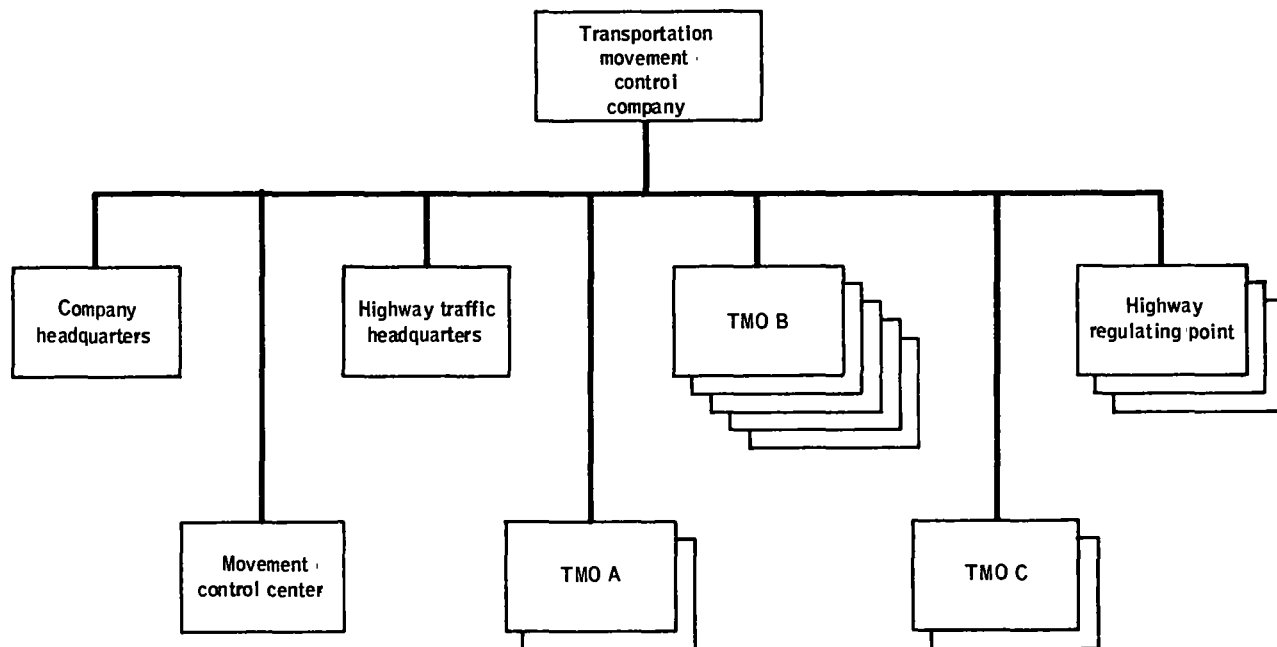 Transportation
movement
control
company
Company
headquarters
Highway traffic
headquarters
TMO B
Highway
regulating point
Movement
control center
TMO A
TMO C